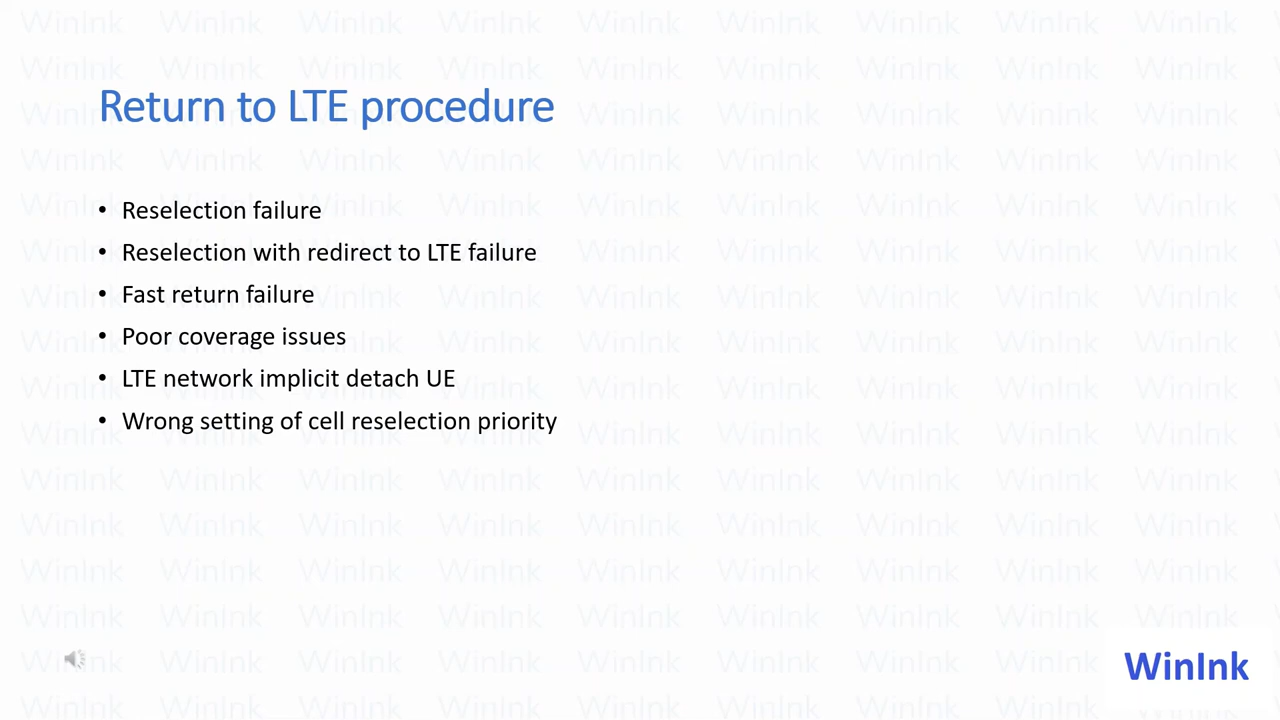 Return to LTE procedure
• Reselection failure
• Reselection with redirect to LTE failure
• Fast return failure
• Poor coverage issues
• LTE network implicit detach UE
• Wrong setting of cell reselection priority
WinInk